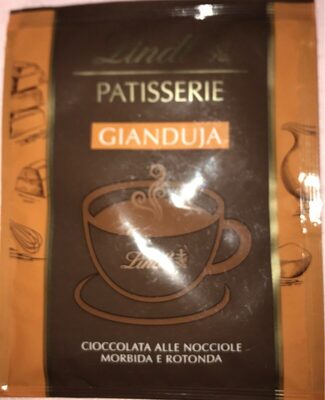 Lindt
PATISSERIE
GIANDUJA
Lindt
CIOCCOLATA ALLE NOCCIOLE
MORBIDA E ROTONDA